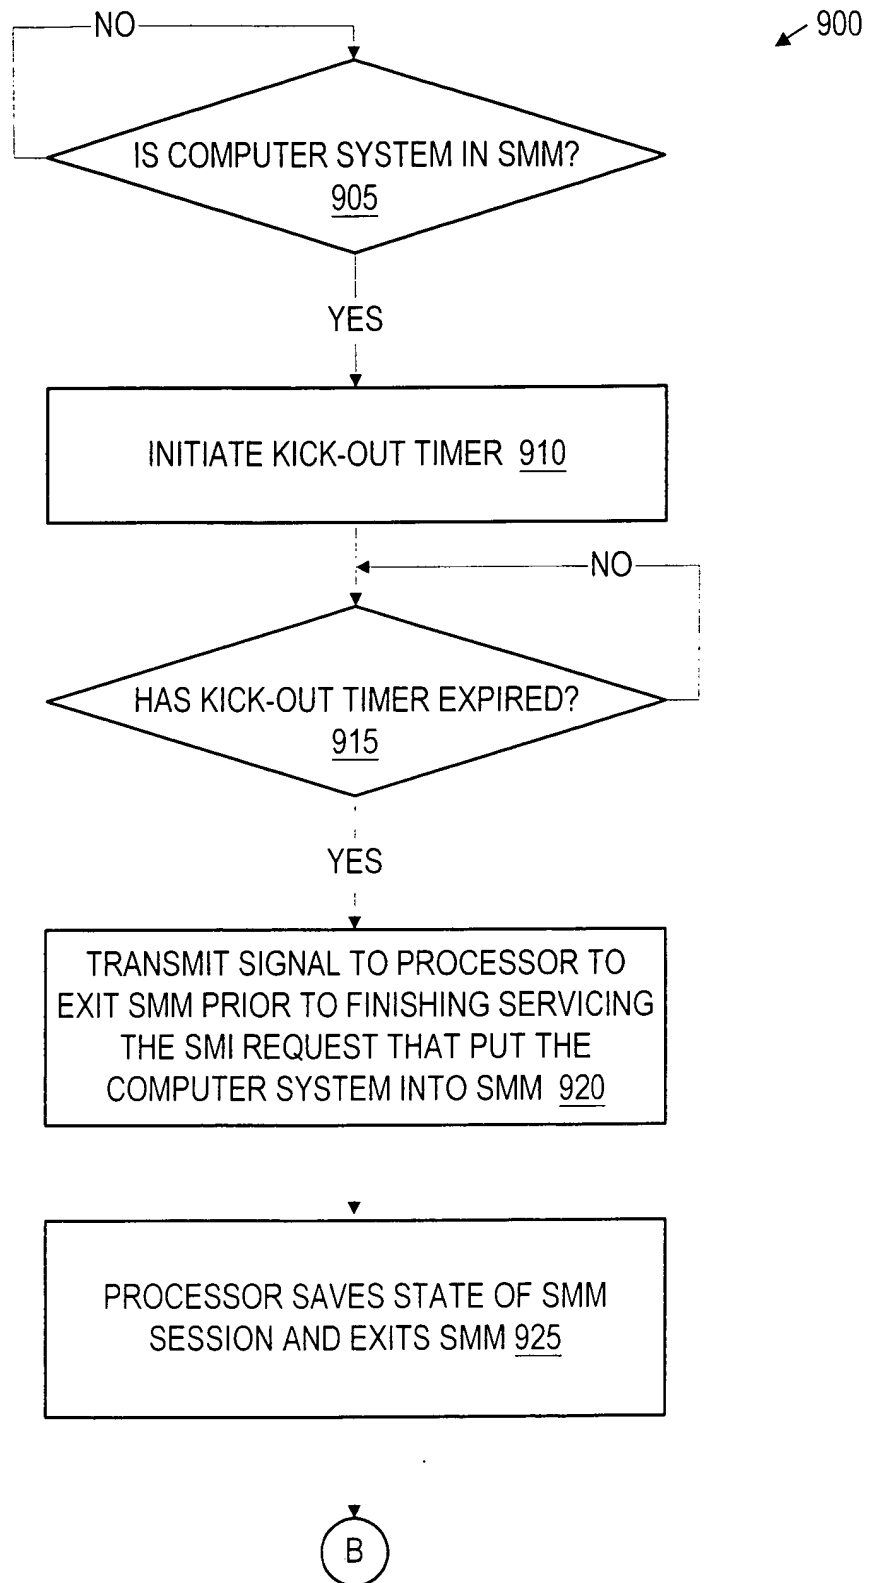 NO
900
IS COMPUTER SYSTEM IN SMM?
905
YES
INITIATE KICK-OUT TIMER 910
NO
HAS KICK-OUT TIMER EXPIRED?
915
YES
TRANSMIT SIGNAL TO PROCESSOR TO
EXIT SMM PRIOR TO FINISHING SERVICING
THE SMI REQUEST THAT PUT THE
COMPUTER SYSTEM INTO SMM 920
PROCESSOR SAVES STATE OF SMM
SESSION AND EXITS SMM 925
B